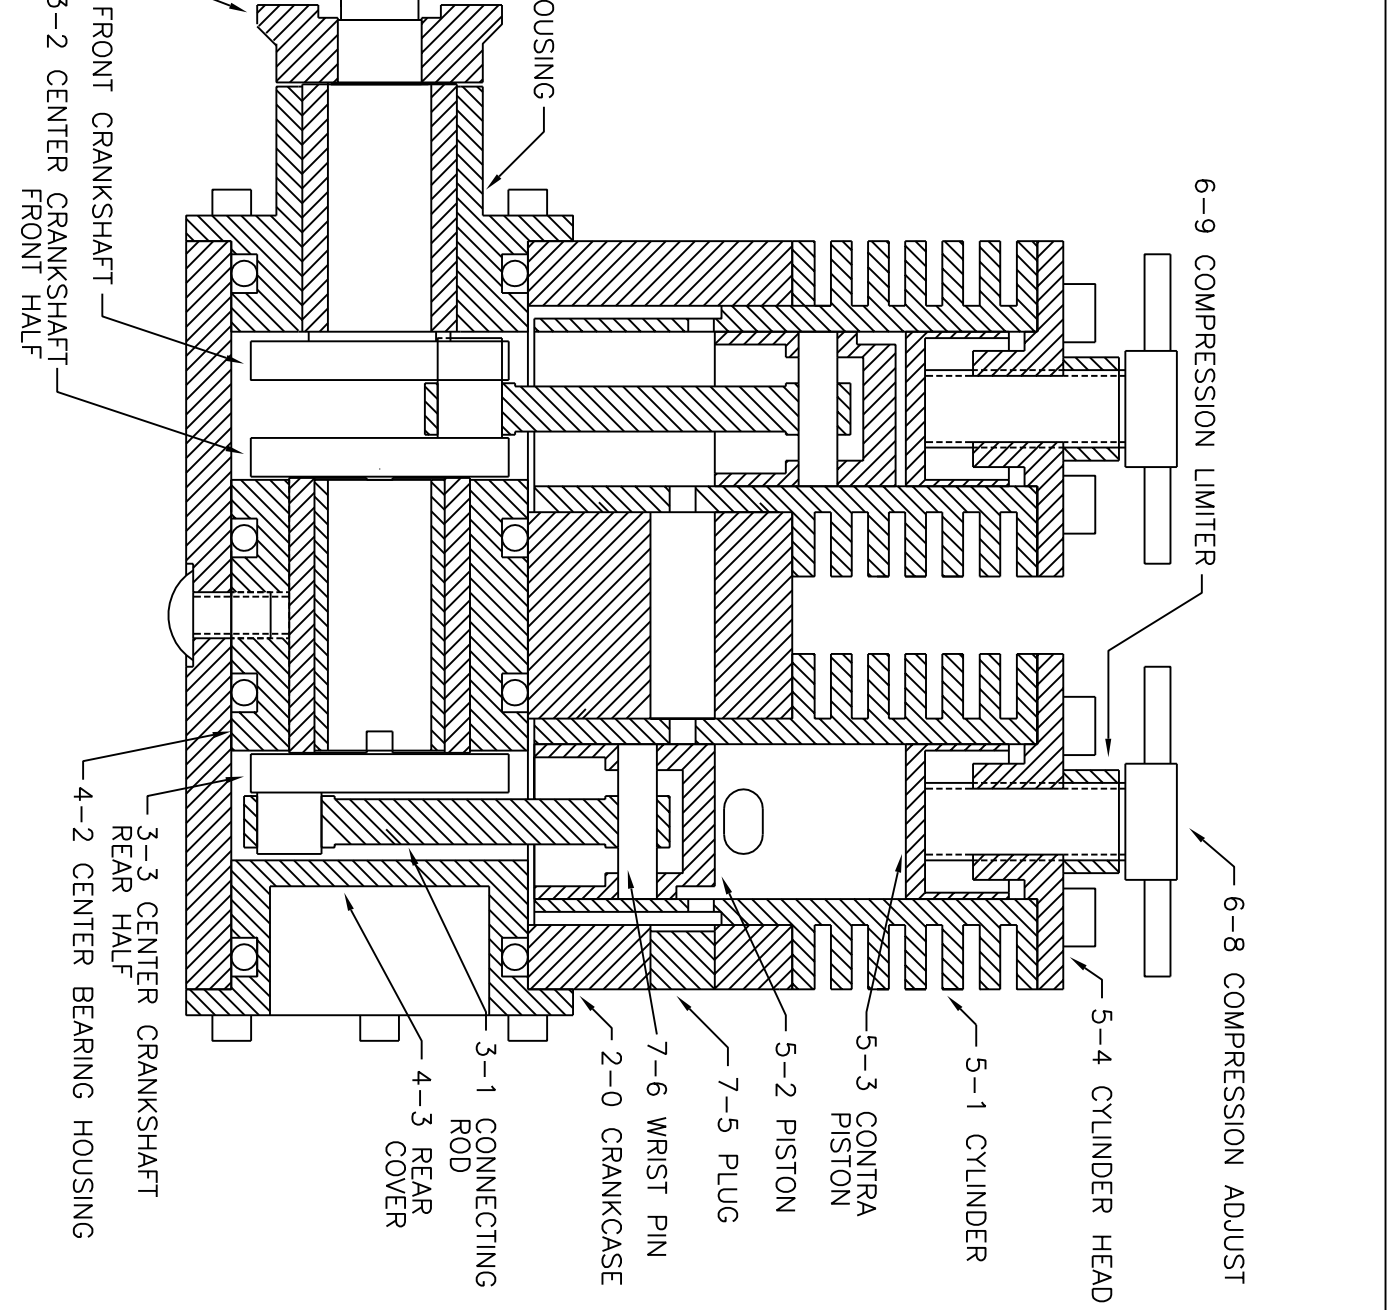 OUSING
FRONT CRANKSHAFT
3-2 CENTER CRANKSHAFT
FRONT HALF
6-9 COMPRESSION LIMITER
6-8 COMPRESSION ADJUST
5-4 CYLINDER HEAD
5-1 CYLINDER
5-3 CONTRA
PISTON
5-2 PISTON
7-5 PLUG
7-6 WRIST PIN
2-0 CRANKCASE
3-1 CONNECTING
ROD
4-3 REAR
COVER
3-3 CENTER CRANKSHAFT
REAR HALF
4-2 CENTER BEARING HOUSING